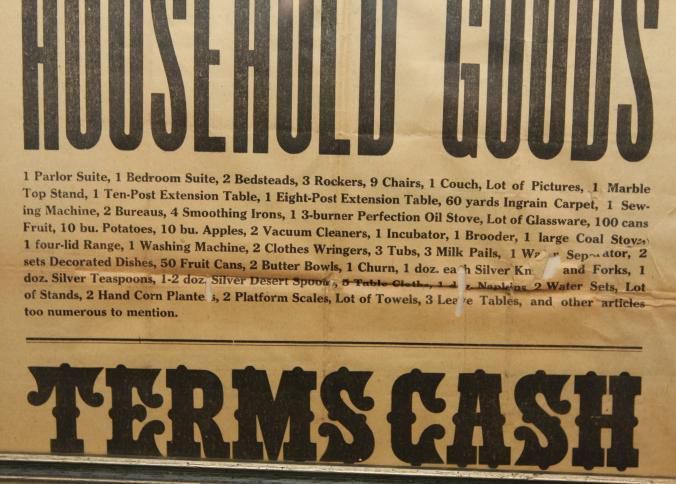 HOUSEHOLD GOODS
1 Parlor Suite, 1 Bedroom Suite, 2 Bedsteads, 3 Rockers, 9 Chairs, 1 Couch, Lot of Pictures, 1 Marble
Top Stand, 1 Ten-Post Extension Table, 1 Eight-Post Extension Table, 60 yards Ingrain Carpet, 1 Sew-
ing Machine, 2 Bureaus, 4 Smoothing Irons, 1 3-burner Perfection Oil Stove, Lot of Glassware, 100 cans
Fruit, 10 bu. Potatoes, 10 bu. Apples, 2 Vacuum Cleaners, 1 Incubator, 1 Brooder, 1 large Coal Stove,
1 four-lid Range, 1 Washing Machine, 2 Clothes Wringers, 3 Tubs, 3 Milk Pails, 1 Separator, 2
sets Decorated Dishes, 50 Fruit Cans, 2 Butter Bowls, 1 Churn, 1 doz. each Silver and Forks, 1
doz. Silver Teaspoons, 1-2 doz. Silver Desert Spoons, 5 Table Cloths, 1 doz. Napkins, 2 Water Sets, Lot
of Stands, 2 Hand Corn Planters, 2 Platform Scales, Lot of Towels, 3 Leave Tables, and other articles
too numerous to mention.
TERMS CASH